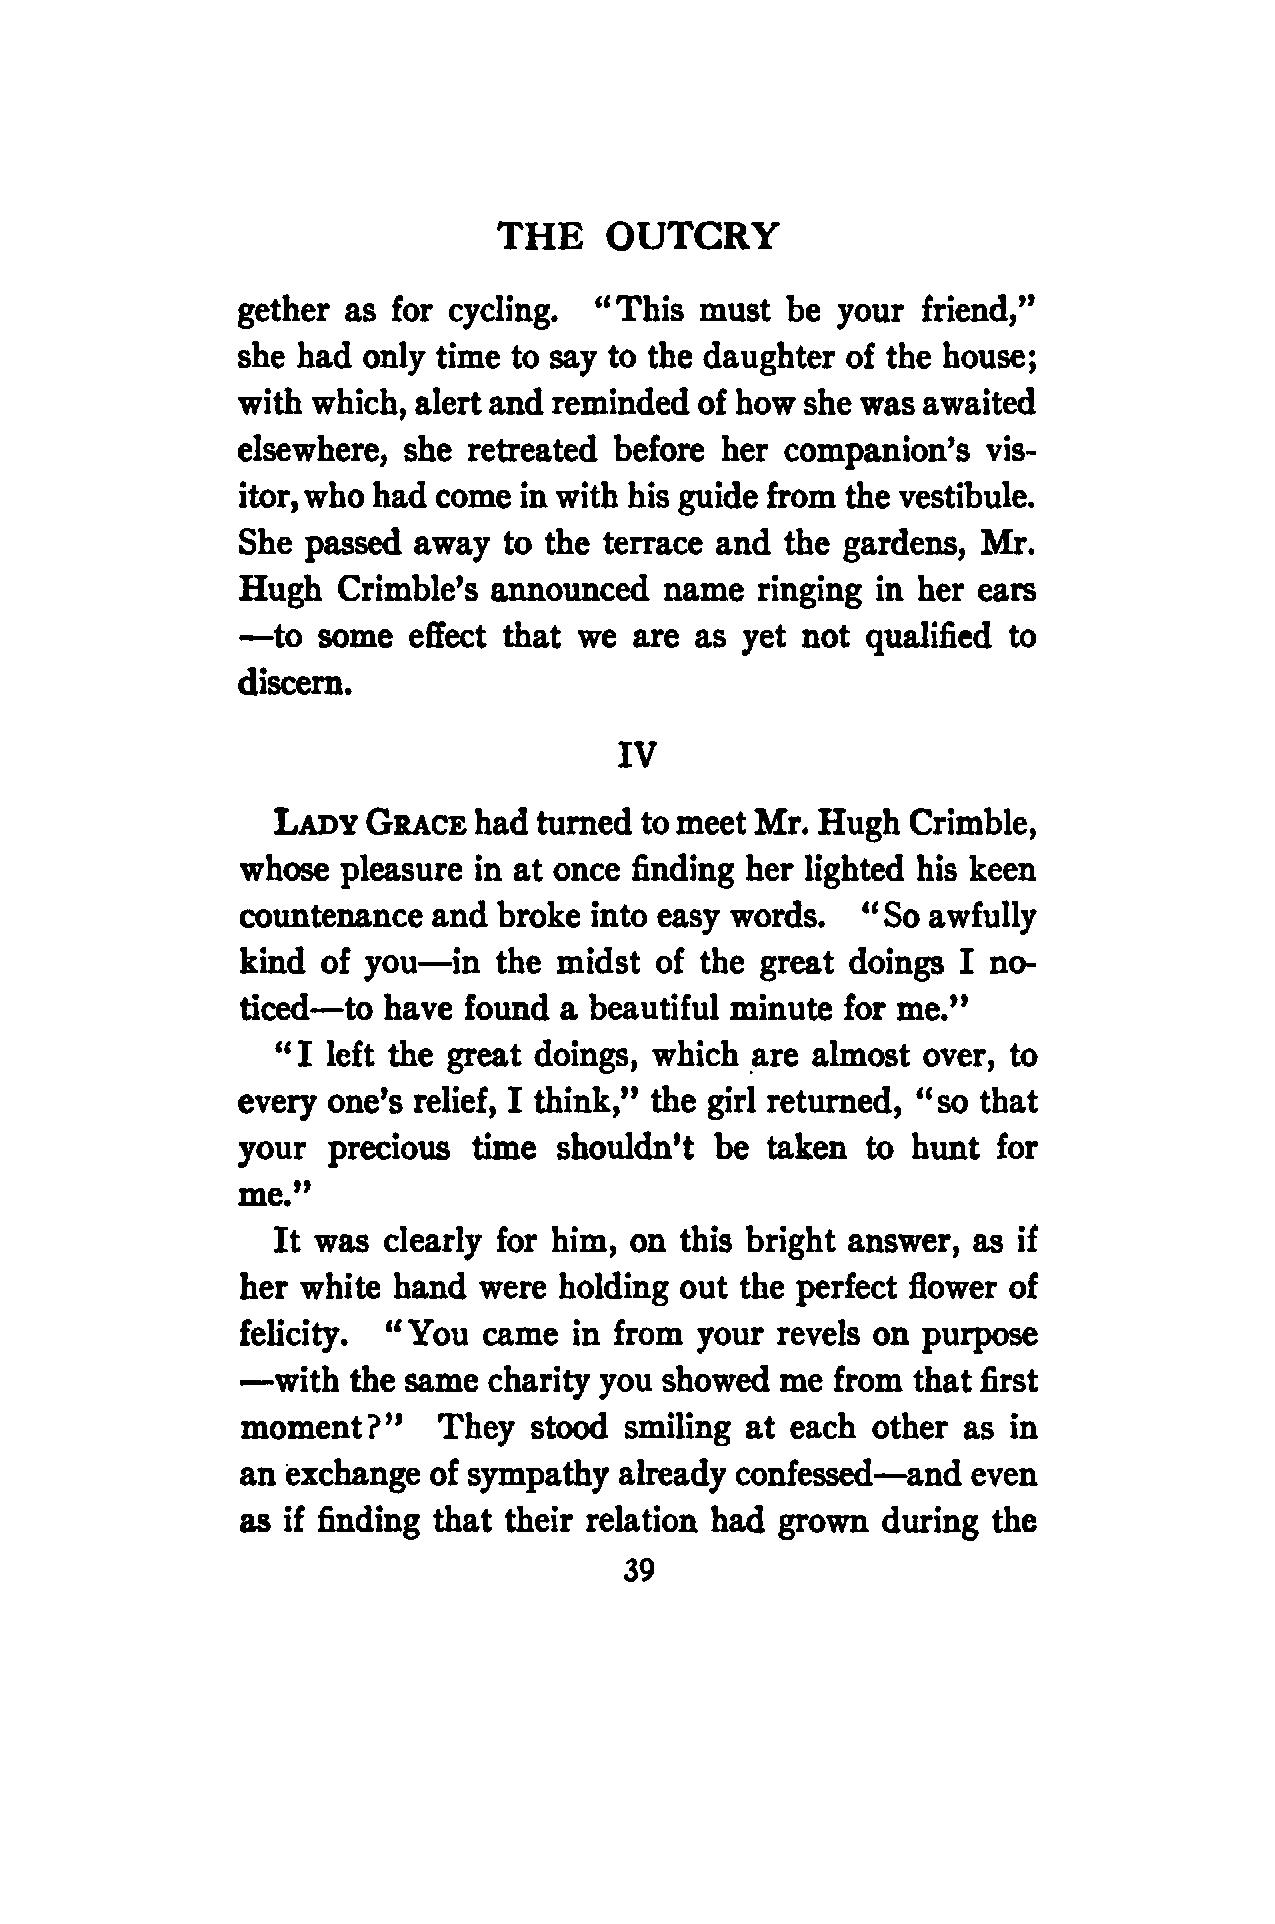 THE OUTCRY
gether as for cycling. “This must be your friend,”
she had only time to say to the daughter of the house;
with which, alert and reminded of how she was awaited
elsewhere, she retreated before her companion’s vis-
itor, who had come in with his guide from the vestibule.
She passed away to the terrace and the gardens, Mr.
Hugh Crimble’s announced name ringing in her ears
—to some effect that we are as yet not qualified to
discern.
IV
LADY GRACE had turned to meet Mr. Hugh Crimble,
whose pleasure in at once finding her lighted his keen
countenance and broke into easy words. “So awfully
kind of you—in the midst of the great doings I no-
ticed—to have found a beautiful minute for me.”
“I left the great doings, which are almost over, to
every one’s relief, I think,” the girl returned, “so that
your precious time shouldn’t be taken to hunt for
me.”
It was clearly for him, on this bright answer, as if
her white hand were holding out the perfect flower of
felicity. “You came in from your revels on purpose
—with the same charity you showed me from that first
moment?” They stood smiling at each other as in
an exchange of sympathy already confessed—and even
as if finding that their relation had grown during the
39